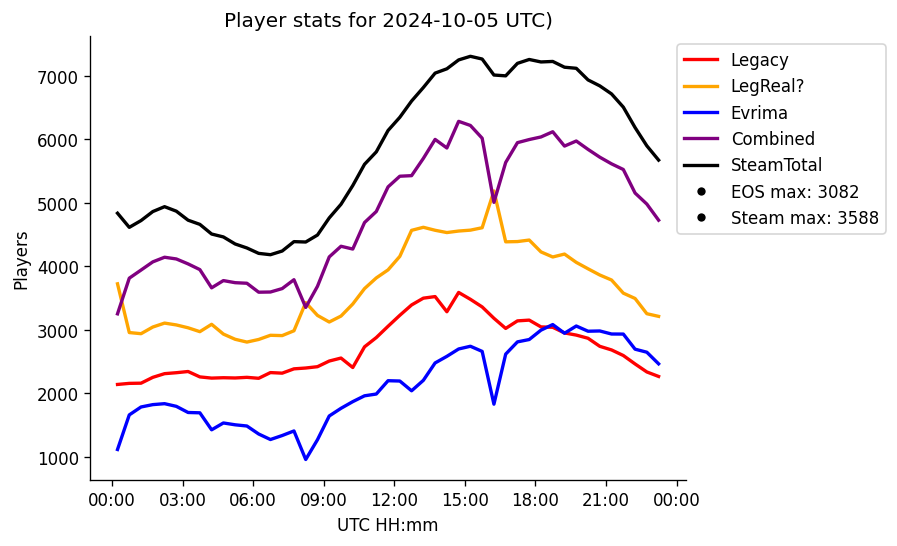 Player stats for 2024-10-05 UTC)
Legacy
LegReal?
Evrima
Combined
SteamTotal
EOS max: 3082
Steam max: 3588
Players
7000
6000
5000
4000
3000
2000
1000
00:00 03:00 06:00 09:00 12:00 15:00 18:00 21:00 00:00
UTC HH:mm